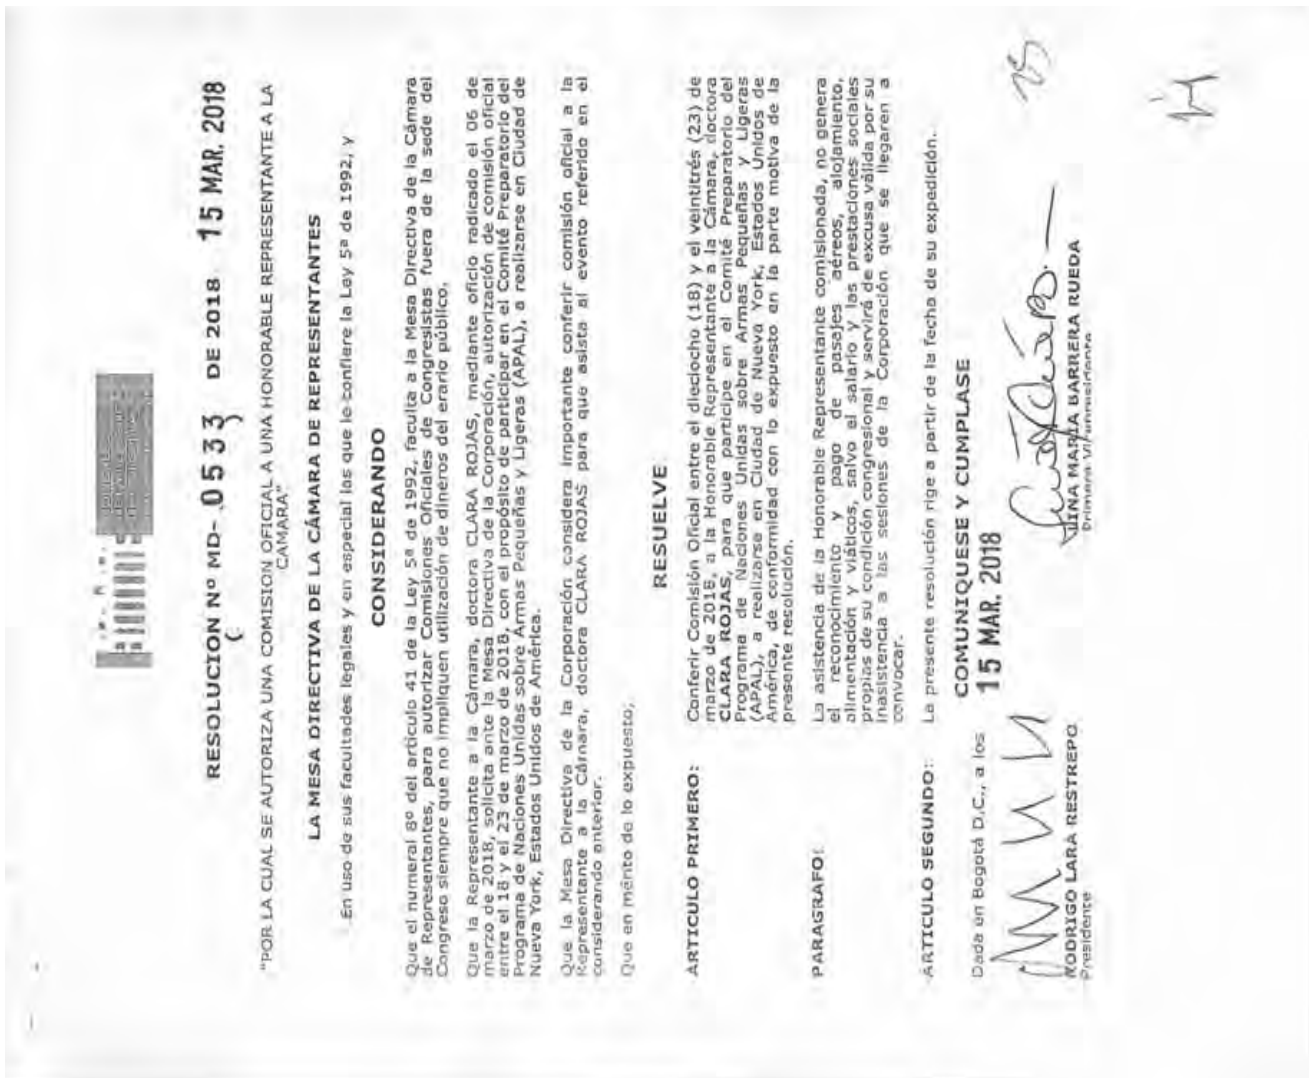 RESOLUCION Nº MD- 0533 DE 2018 15 MAR. 2018
( )
"POR LA CUAL SE AUTORIZA UNA COMISION OFICIAL A UNA HONORABLE REPRESENTANTE A LA
CAMARA"
LA MESA DIRECTIVA DE LA CÁMARA DE REPRESENTANTES
En uso de sus facultades legales y en especial las que le confiere la Ley 5ª de 1992, y
CONSIDERANDO
Que el numeral 8º del artículo 41 de la Ley 5ª de 1992, faculta a la Mesa Directiva de la Cámara
de Representantes, para autorizar Comisiones Oficiales de Congresistas fuera de la sede del
Congreso siempre que no impliquen utilización de dineros del erario público.
Que la Representante a la Cámara, doctora CLARA ROJAS, mediante oficio radicado el 06 de
marzo de 2018, solicita ante la Mesa Directiva de la Corporación, autorización de comisión oficial
entre el 18 y el 23 de marzo de 2018, con el propósito de participar en el Comité Preparatorio del
Programa de Naciones Unidas sobre Armas Pequeñas y Ligeras (APAL), a realizarse en Ciudad de
Nueva York, Estados Unidos de América.
Que la Mesa Directiva de la Corporación considera importante conferir comisión oficial a la
Representante a la Cámara, doctora CLARA ROJAS para que asista al evento referido en el
considerando anterior.
Que en mérito de lo expuesto,
RESUELVE
ARTICULO PRIMERO: Conferir Comisión Oficial entre el dieciocho (18) y el veintitrés (23) de
marzo de 2018, a la Honorable Representante a la Cámara, doctora
CLARA ROJAS, para que participe en el Comité Preparatorio del
Programa de Naciones Unidas sobre Armas Pequeñas y Ligeras
(APAL), a realizarse en Ciudad de Nueva York, Estados Unidos de
América, de conformidad con lo expuesto en la parte motiva de la
presente resolución.
PARAGRAFO: La asistencia de la Honorable Representante comisionada, no genera
el reconocimiento y pago de pasajes aéreos, alojamiento,
alimentación y viáticos, salvo el salario y las prestaciones sociales
propias de su condición congresional y servirá de excusa válida por su
inasistencia a las sesiones de la Corporación que se llegaren a
convocar.
ARTICULO SEGUNDO: La presente resolución rige a partir de la fecha de su expedición.
COMUNIQUESE Y CUMPLASE
Dada en Bogotá D.C., a los 15 MAR. 2018
RODRIGO LARA RESTREPO
Presidente
LINA MARIA BARRERA RUEDA
Primera Vicepresidente